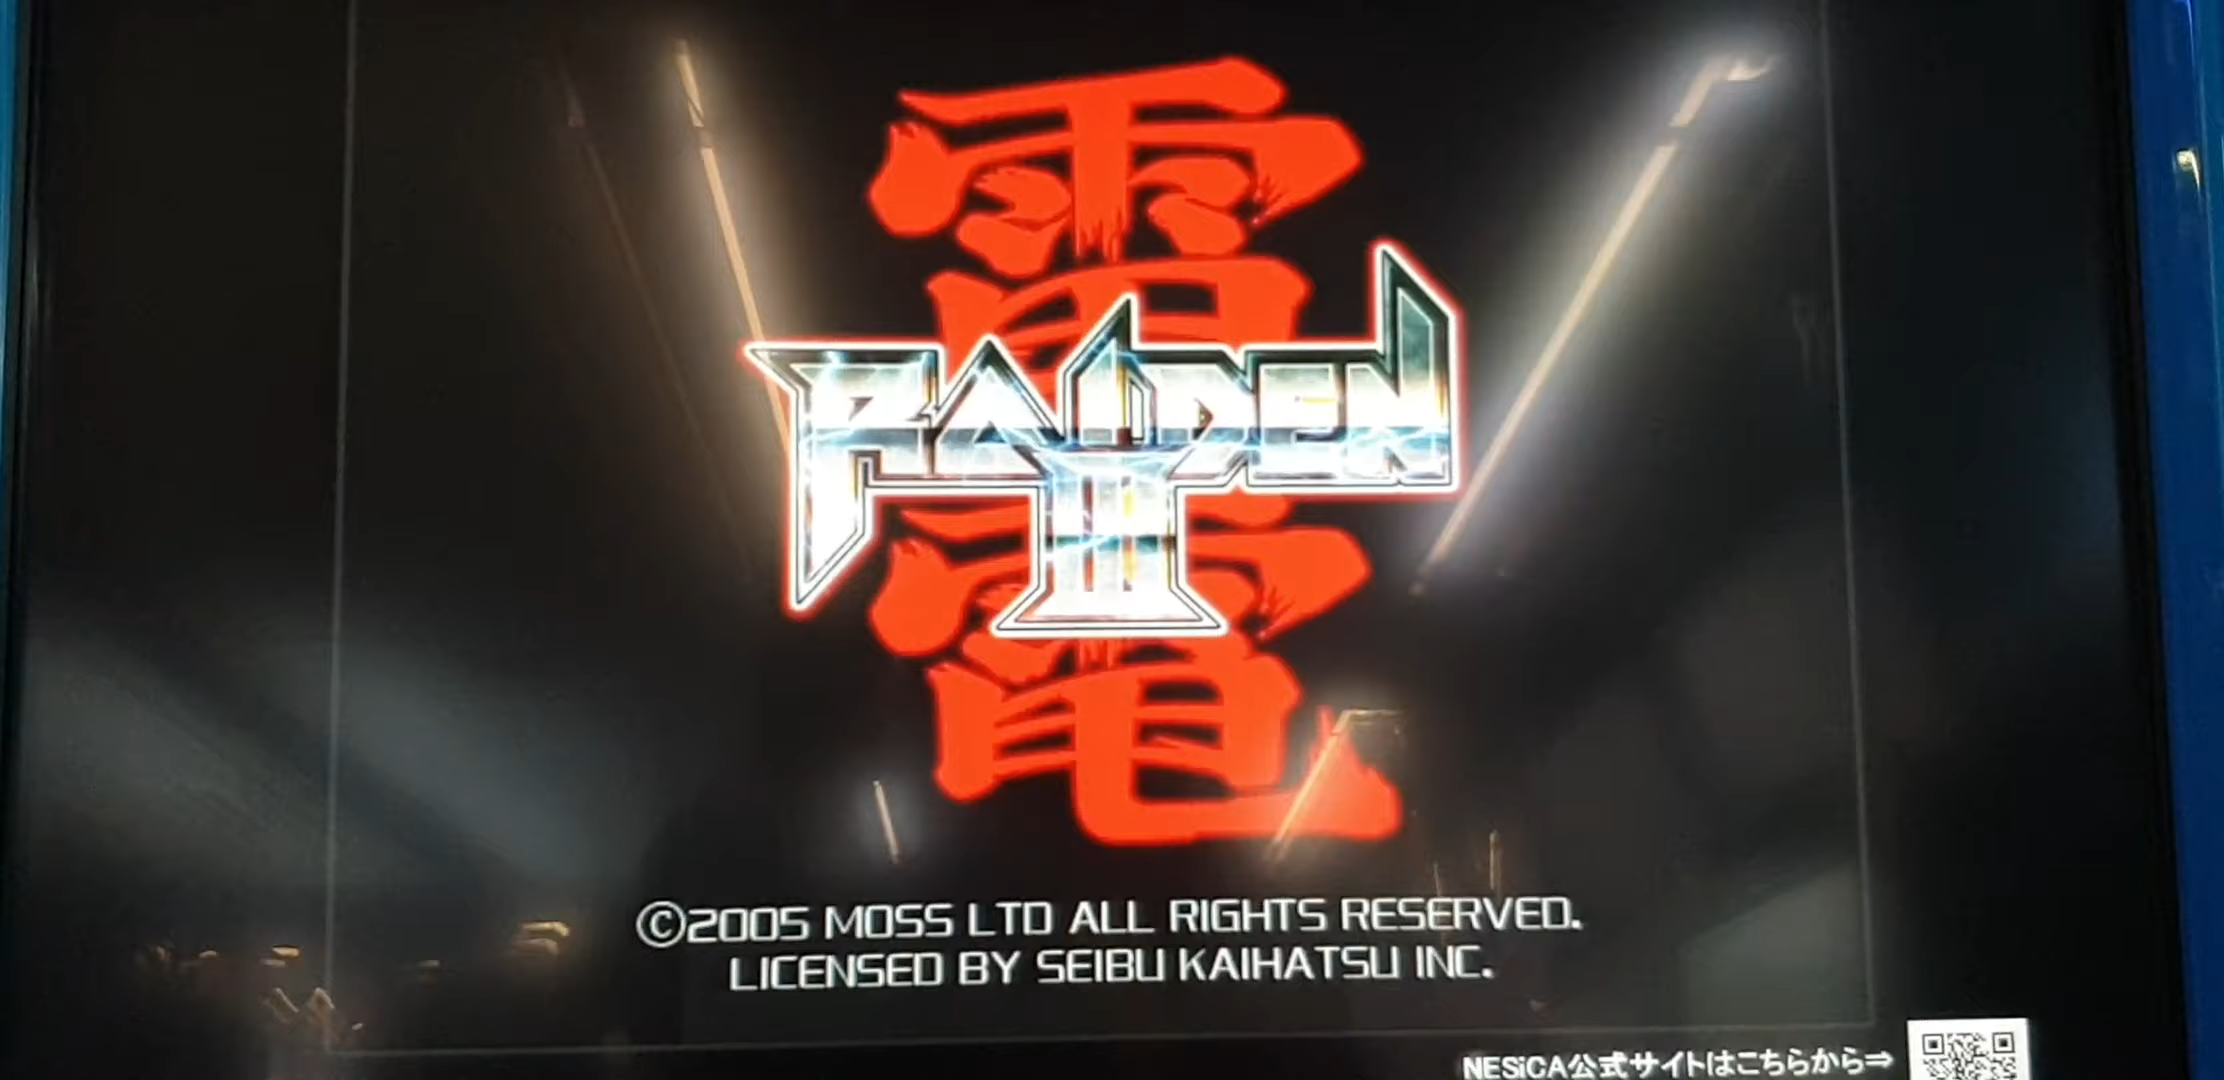 雷電
RAIDEN
III
©2005 MOSS LTD ALL RIGHTS RESERVED.
LICENSED BY SEIBU KAIHATSU INC.
NESiCA公式サイトはこちらから⇒